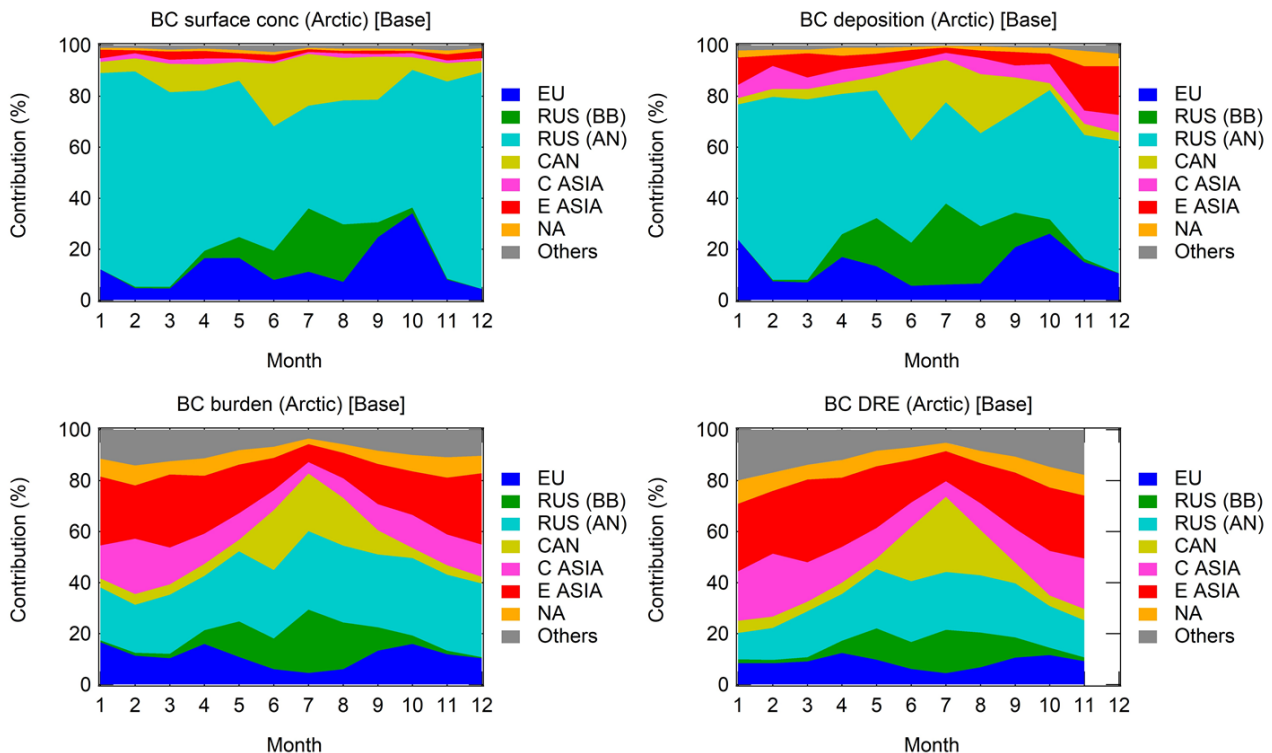 BC surface conc (Arctic) [Base]
Contribution (%)
100
80
60
40
20
0
1 2 3 4 5 6 7 8 9 10 11 12
Month
EU
RUS (BB)
RUS (AN)
CAN
C ASIA
E ASIA
NA
Others
BC deposition (Arctic) [Base]
Contribution (%)
100
80
60
40
20
0
1 2 3 4 5 6 7 8 9 10 11 12
Month
EU
RUS (BB)
RUS (AN)
CAN
C ASIA
E ASIA
NA
Others
BC burden (Arctic) [Base]
Contribution (%)
100
80
60
40
20
0
1 2 3 4 5 6 7 8 9 10 11 12
Month
EU
RUS (BB)
RUS (AN)
CAN
C ASIA
E ASIA
NA
Others
BC DRE (Arctic) [Base]
Contribution (%)
100
80
60
40
20
0
1 2 3 4 5 6 7 8 9 10 11 12
Month
EU
RUS (BB)
RUS (AN)
CAN
C ASIA
E ASIA
NA
Others